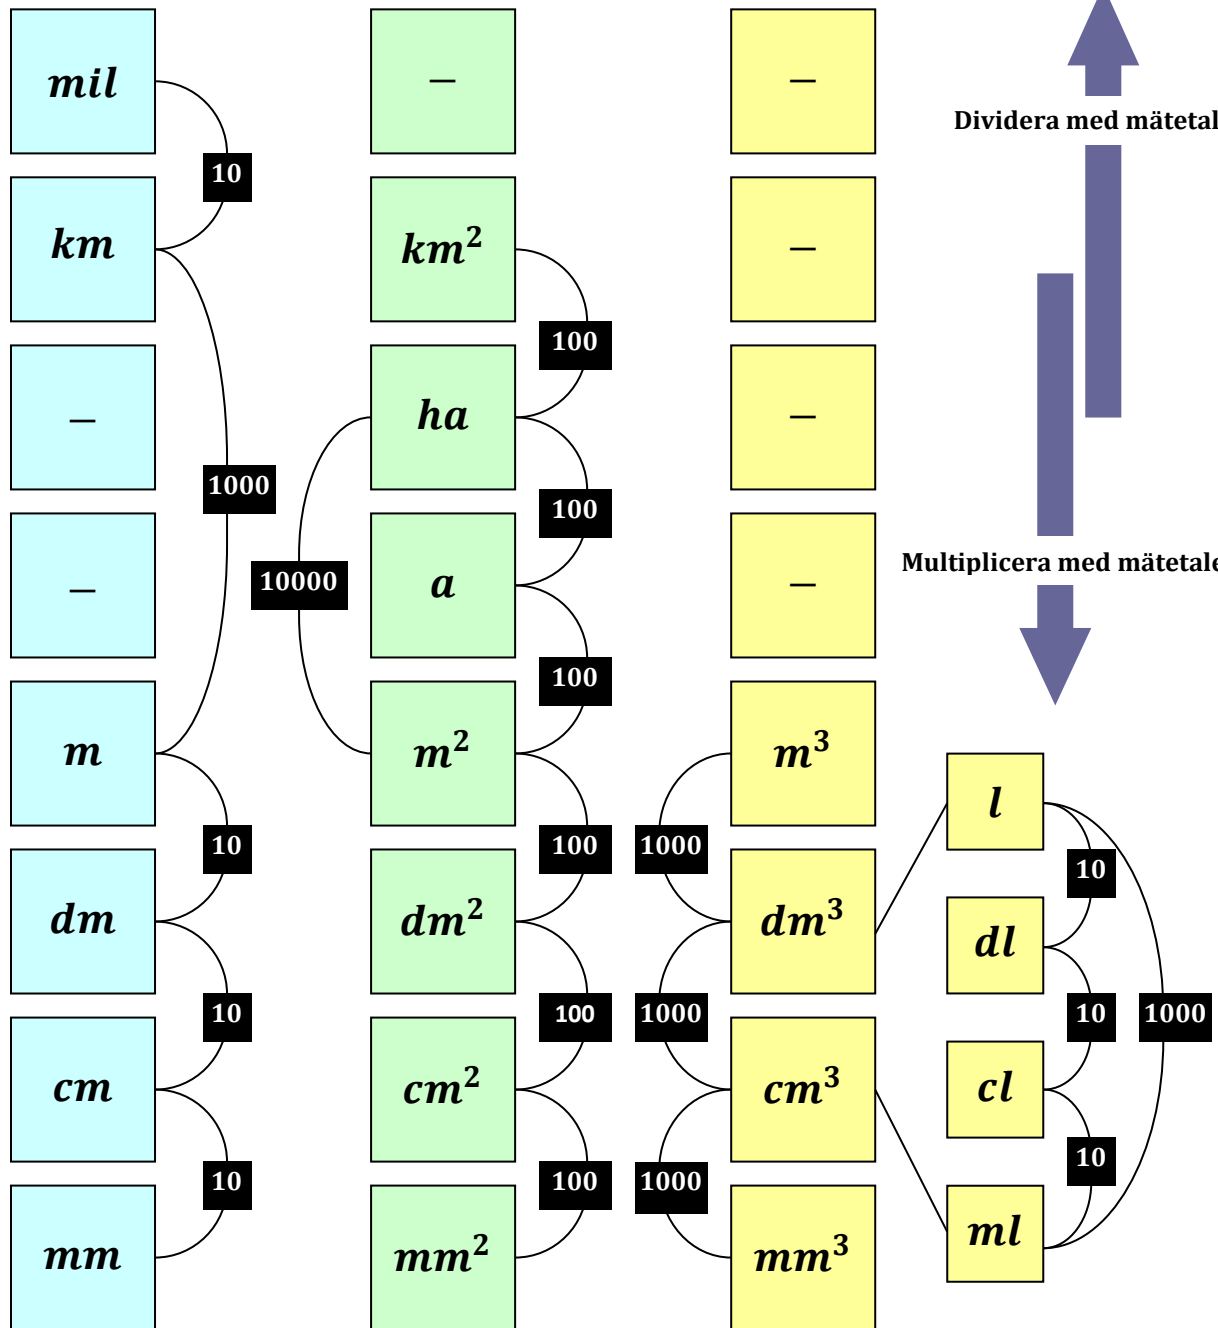 mil
–
–
Dividera med mätetal
10
km
km²
–
100
–
ha
–
1000
100
–
a
–
10000
Multiplicera med mätetale
100
m
m²
m³
l
10
100
1000
10
dm
dm²
dm³
dl
10
100
1000
10
1000
cm
cm²
cm³
cl
10
100
1000
10
mm
mm²
mm³
ml